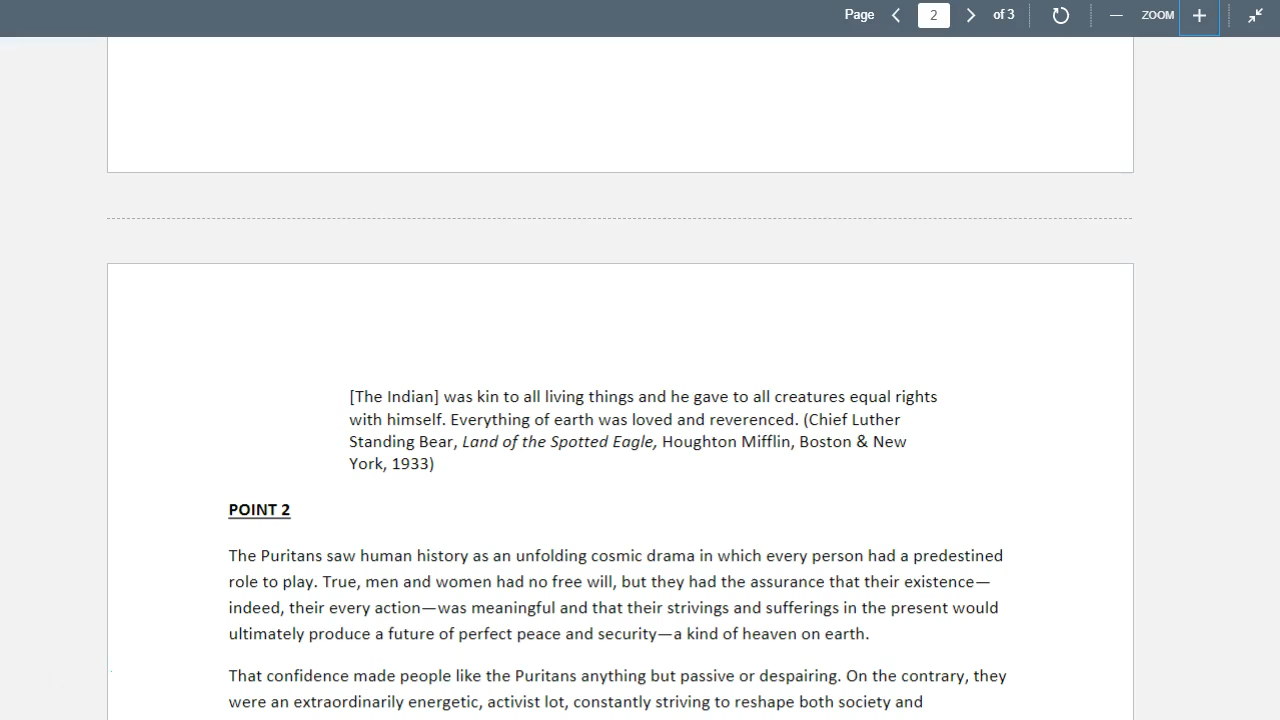 Page 2 of 3 ZOOM
[The Indian] was kin to all living things and he gave to all creatures equal rights
with himself. Everything of earth was loved and reverenced. (Chief Luther
Standing Bear, Land of the Spotted Eagle, Houghton Mifflin, Boston & New
York, 1933)
POINT 2
The Puritans saw human history as an unfolding cosmic drama in which every person had a predestined
role to play. True, men and women had no free will, but they had the assurance that their existence—
indeed, their every action—was meaningful and that their strivings and sufferings in the present would
ultimately produce a future of perfect peace and security—a kind of heaven on earth.
That confidence made people like the Puritans anything but passive or despairing. On the contrary, they
were an extraordinarily energetic, activist lot, constantly striving to reshape both society and